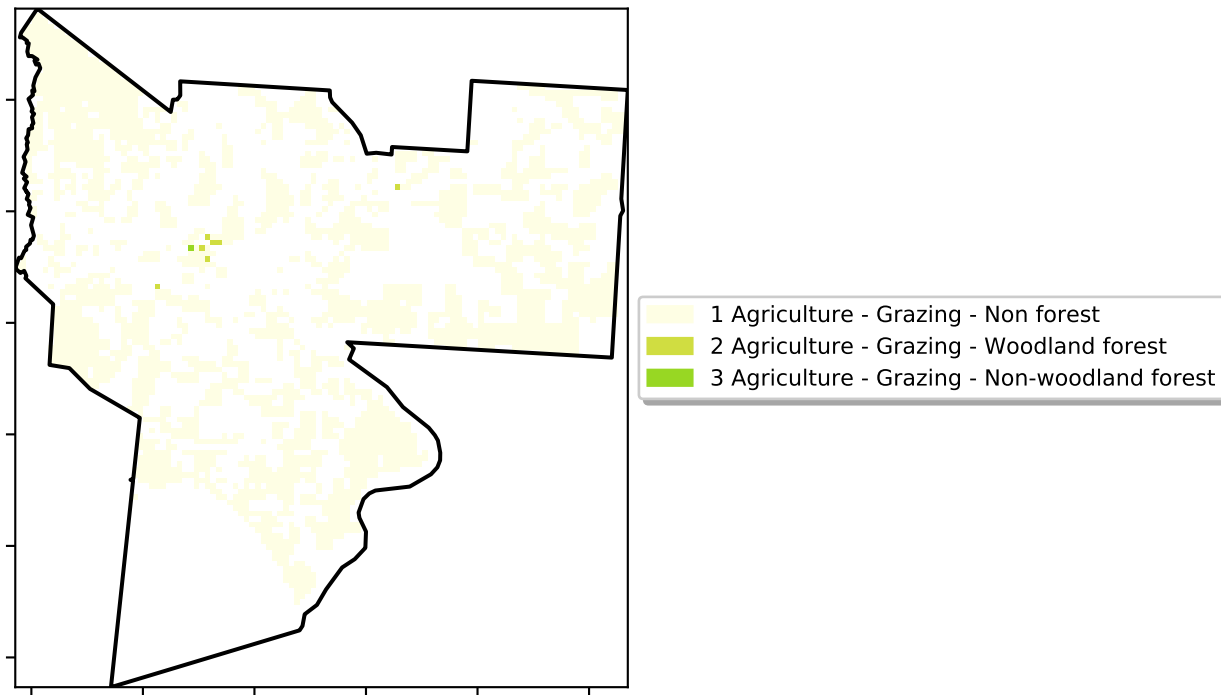 1 Agriculture - Grazing - Non forest
2 Agriculture - Grazing - Woodland forest
3 Agriculture - Grazing - Non-woodland forest